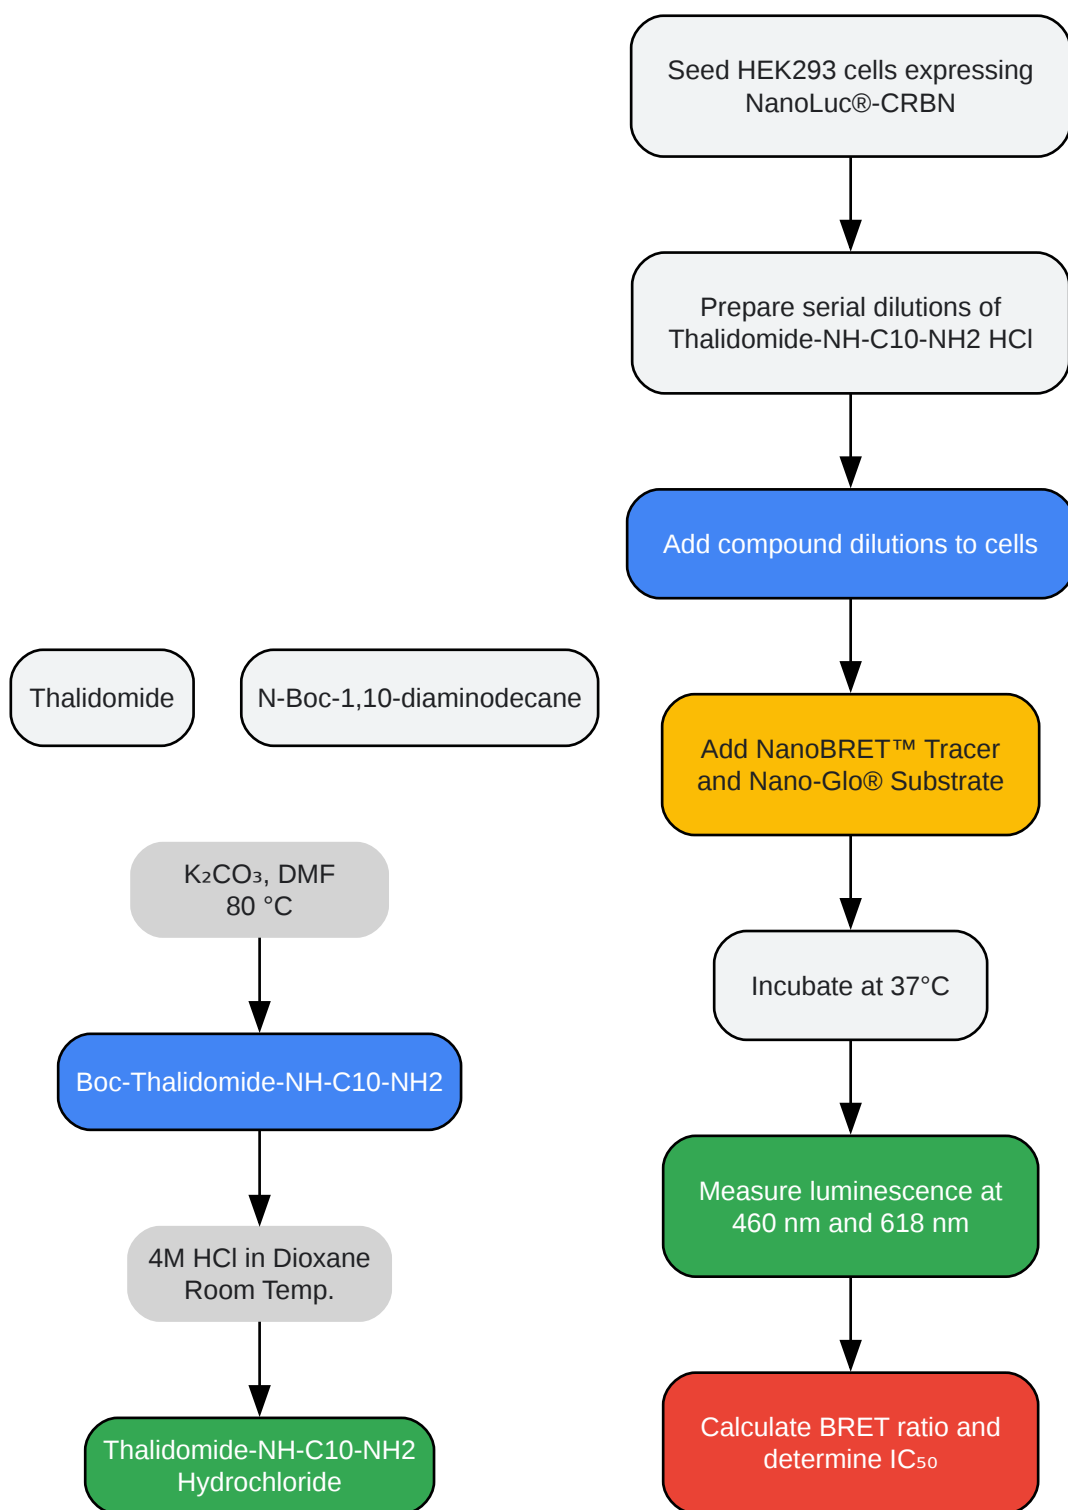 Seed HEK293 cells expressing
NanoLuc®-CRBN
Prepare serial dilutions of
Thalidomide-NH-C10-NH2 HCl
Add compound dilutions to cells
Thalidomide
N-Boc-1,10-diaminodecane
Add NanoBRET™ Tracer
and Nano-Glo® Substrate
K₂CO₃, DMF
80 °C
Incubate at 37°C
Boc-Thalidomide-NH-C10-NH2
Measure luminescence at
460 nm and 618 nm
4M HCl in Dioxane
Room Temp.
Calculate BRET ratio and
determine IC₅₀
Thalidomide-NH-C10-NH2
Hydrochloride